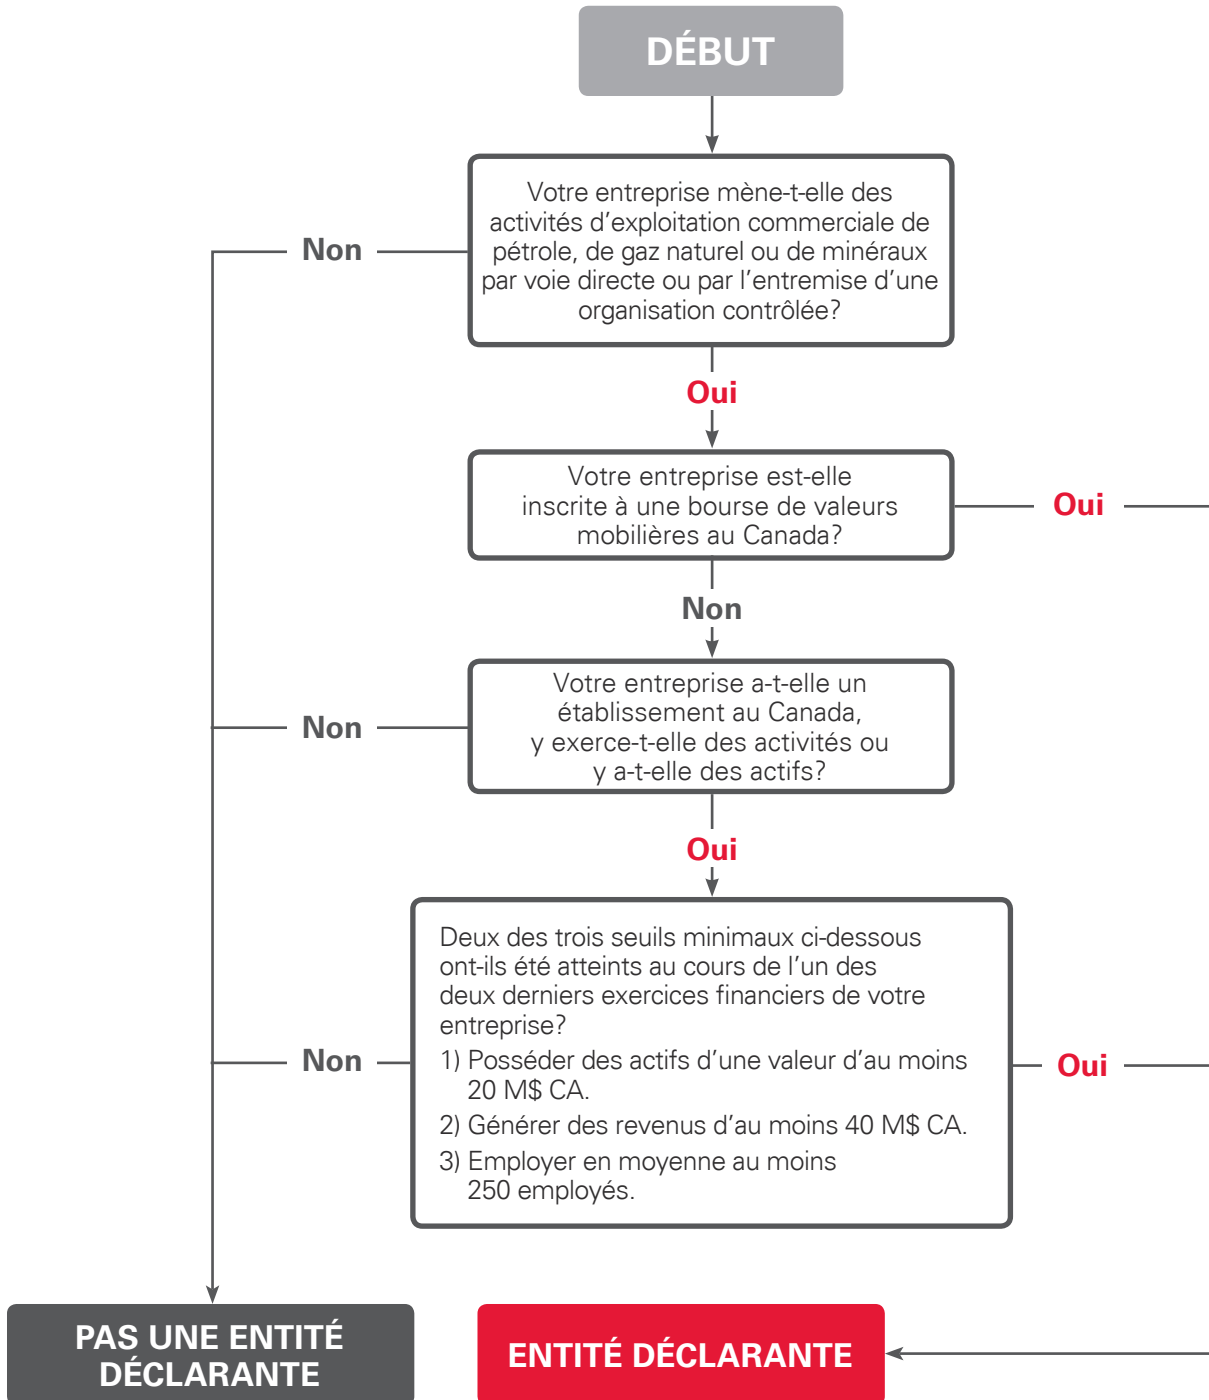 DÉBUT
Votre entreprise mène-t-elle des
activités d’exploitation commerciale de
pétrole, de gaz naturel ou de minéraux
par voie directe ou par l’entremise d’une
organisation contrôlée?
Non
Oui
Votre entreprise est-elle
inscrite à une bourse de valeurs
mobilières au Canada?
Oui
Non
Votre entreprise a-t-elle un
établissement au Canada,
y exerce-t-elle des activités ou
y a-t-elle des actifs?
Non
Oui
Deux des trois seuils minimaux ci-dessous
ont-ils été atteints au cours de l’un des
deux derniers exercices financiers de votre
entreprise?
1) Posséder des actifs d’une valeur d’au moins
20 M$ CA.
2) Générer des revenus d’au moins 40 M$ CA.
3) Employer en moyenne au moins
250 employés.
Non
Oui
PAS UNE ENTITÉ
DÉCLARANTE
ENTITÉ DÉCLARANTE